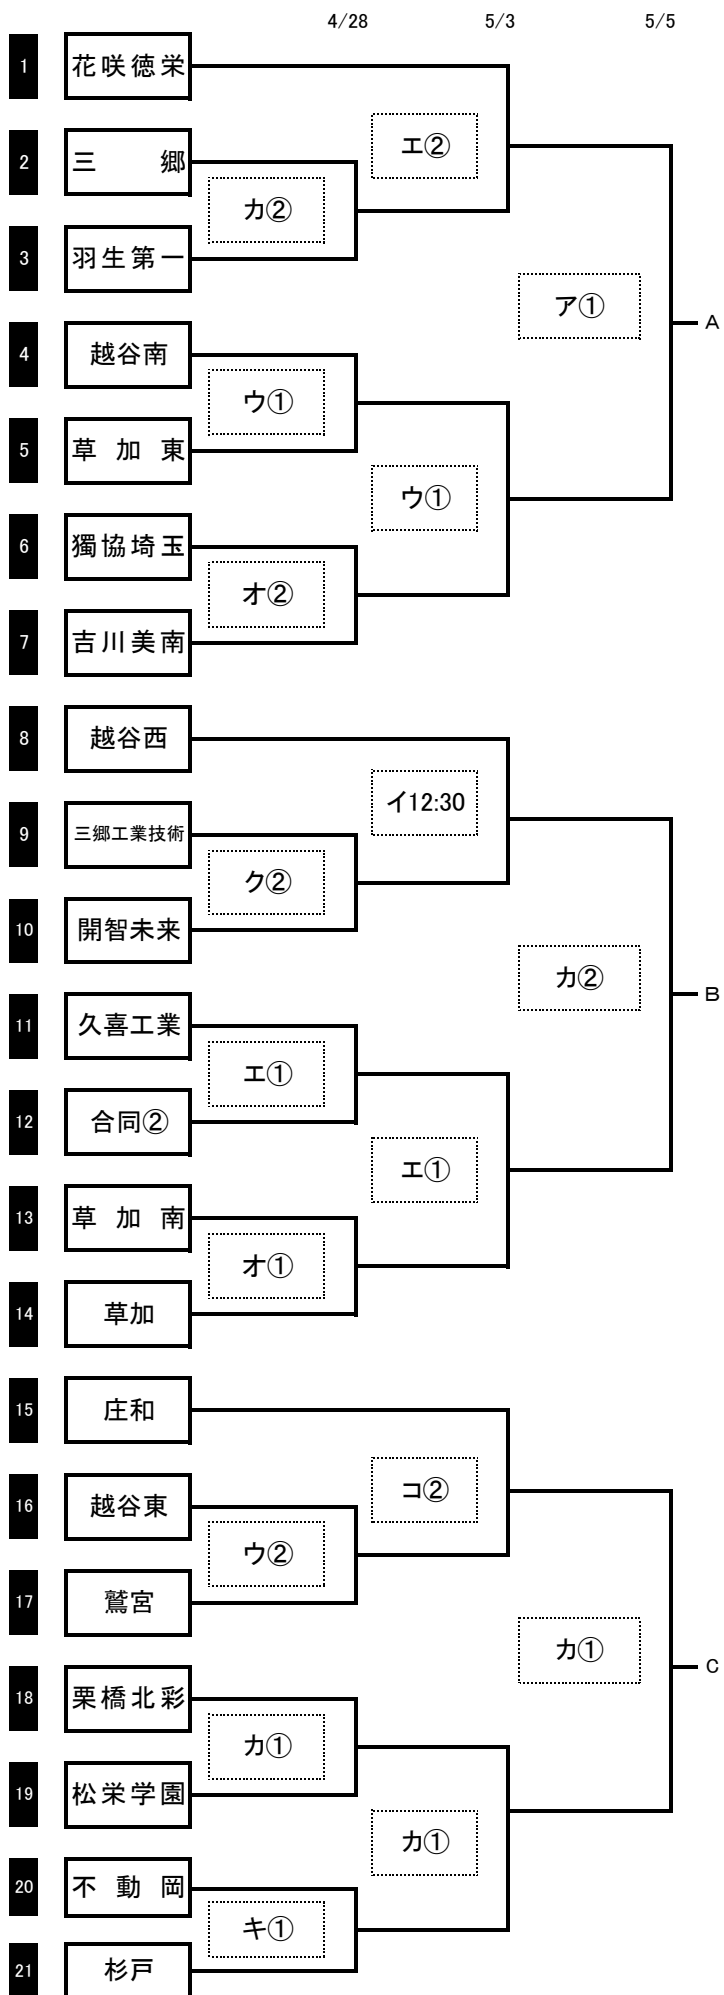 4/28 5/3 5/5
1 花咲徳栄
エ②
2 三 郷
カ②
3 羽生第一
ア①
A
4 越谷南
ウ①
5 草 加 東
ウ①
6 獨協埼玉
オ②
7 吉川美南
8 越谷西
イ12:30
9 三郷工業技術
ク②
10 開智未来
カ②
B
11 久喜工業
エ①
12 合同②
エ①
13 草 加 南
オ①
14 草加
15 庄和
コ②
16 越谷東
ウ②
17 鷲宮
カ①
C
18 栗橋北彩
カ①
19 松栄学園
カ①
20 不 動 岡
キ①
21 杉戸